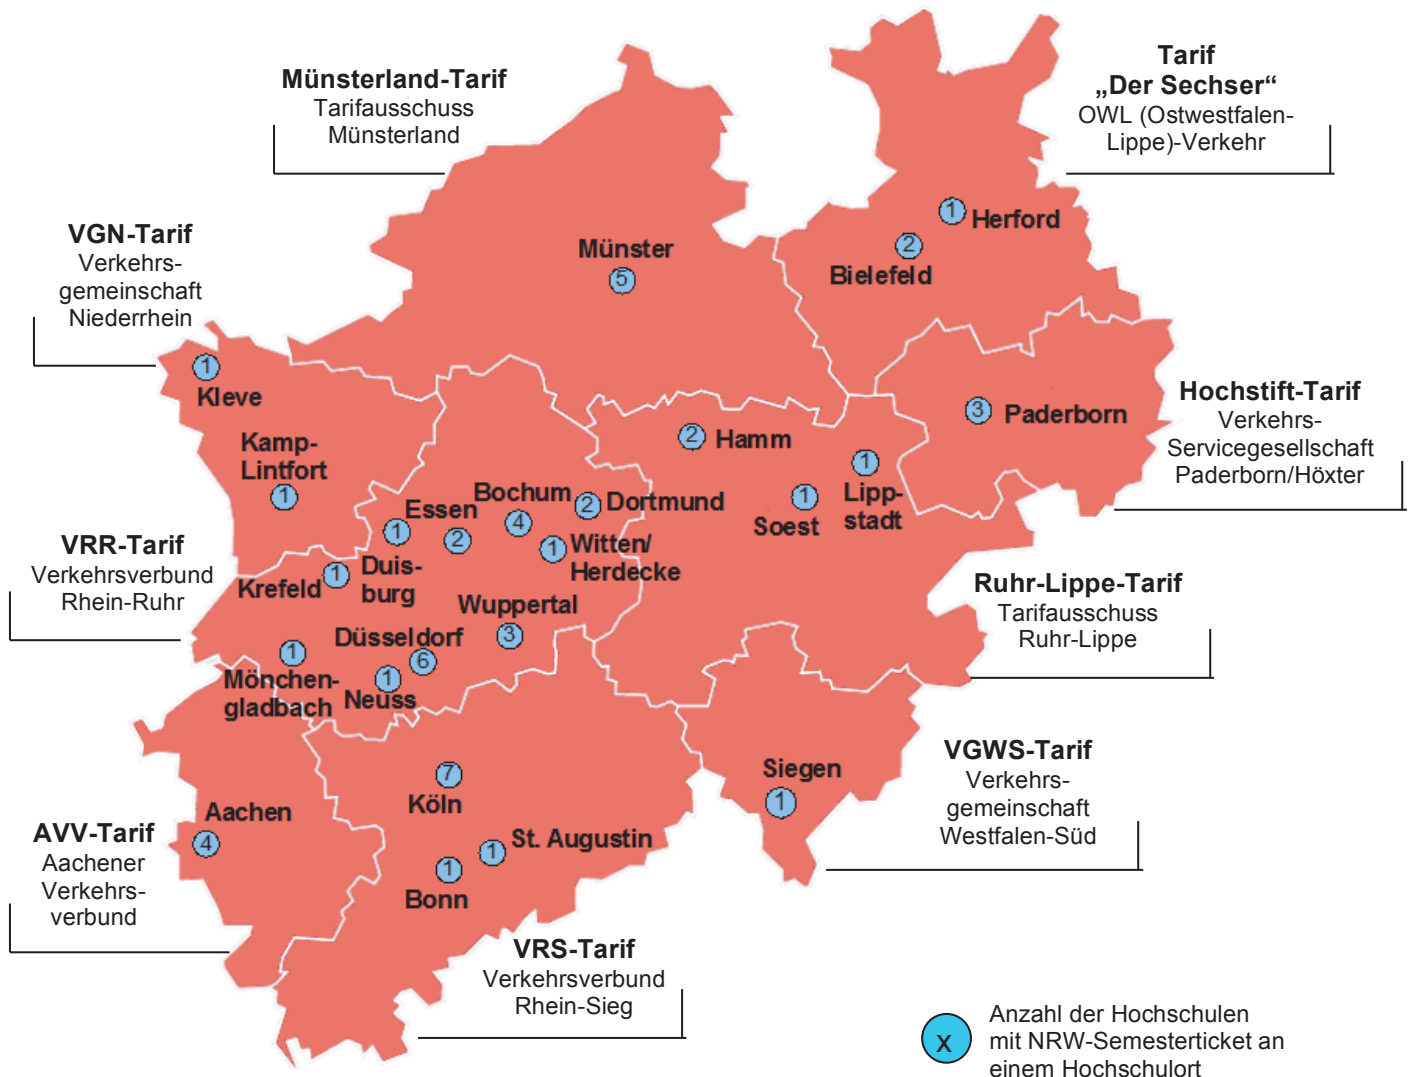 Münsterland-Tarif
Tarifausschuss
Münsterland
Tarif
„Der Sechser“
OWL (Ostwestfalen-
Lippe)-Verkehr
VGN-Tarif
Verkehrs-
gemeinschaft
Niederrhein
1
Herford
2
Bielefeld
Münster
5
1
Kleve
Kamp-
Lintfort
1
Hochstift-Tarif
Verkehrs-
Servicegesellschaft
Paderborn/Höxter
3
Paderborn
2
Hamm
1
Lipp-
stadt
1
Soest
Bochum
4
2
Dortmund
Essen
2
1
Duis-
burg
1
Witten/
Herdecke
VRR-Tarif
Verkehrsverbund
Rhein-Ruhr
Krefeld
1
Wuppertal
3
Düsseldorf
6
1
Mönchen-
gladbach
1
Neuss
Ruhr-Lippe-Tarif
Tarifausschuss
Ruhr-Lippe
VGWS-Tarif
Verkehrs-
gemeinschaft
Westfalen-Süd
Siegen
1
7
Köln
Aachen
4
AVV-Tarif
Aachener
Verkehrs-
verbund
1
St. Augustin
1
Bonn
VRS-Tarif
Verkehrsverbund
Rhein-Sieg
x
Anzahl der Hochschulen
mit NRW-Semesterticket an
einem Hochschulort